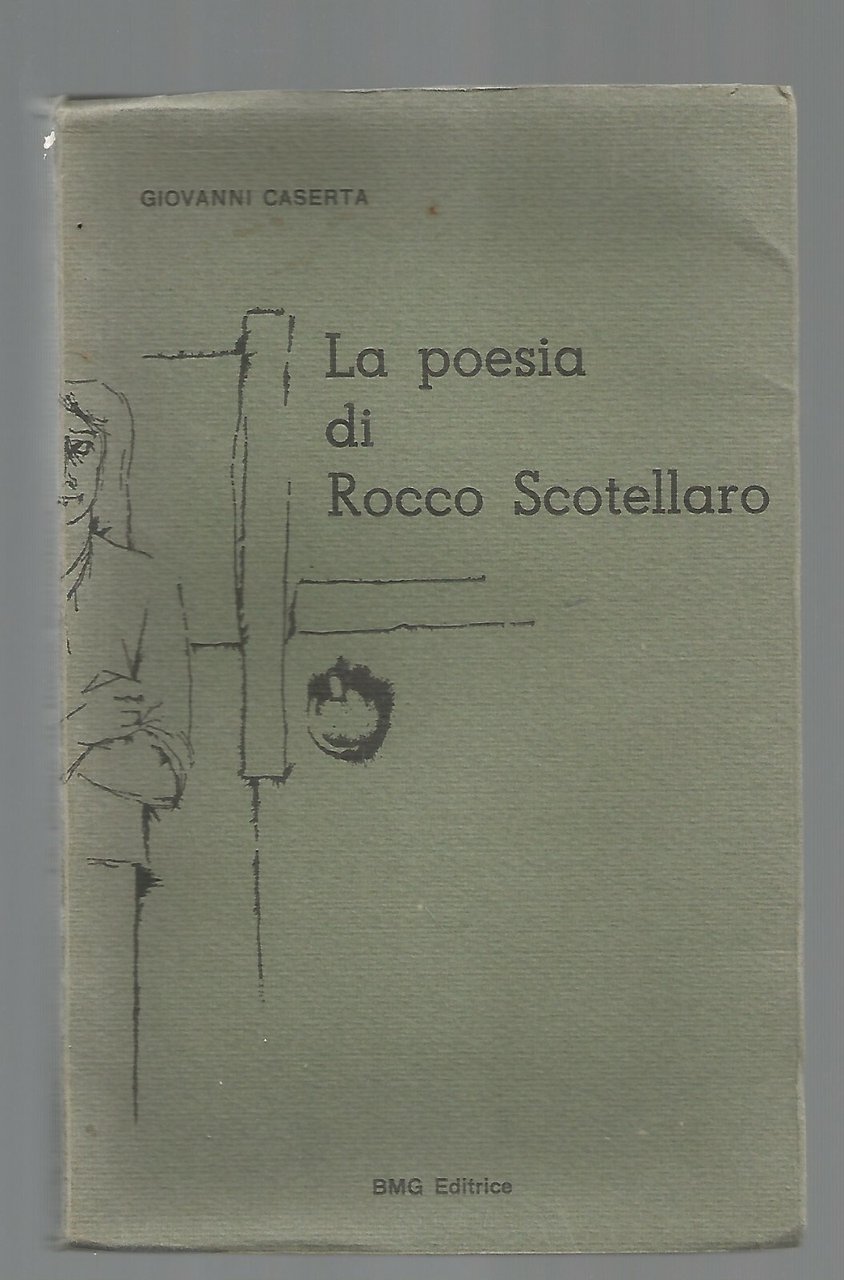 GIOVANNI CASERTA
La poesia
di
Rocco Scotellaro
BMG Editrice